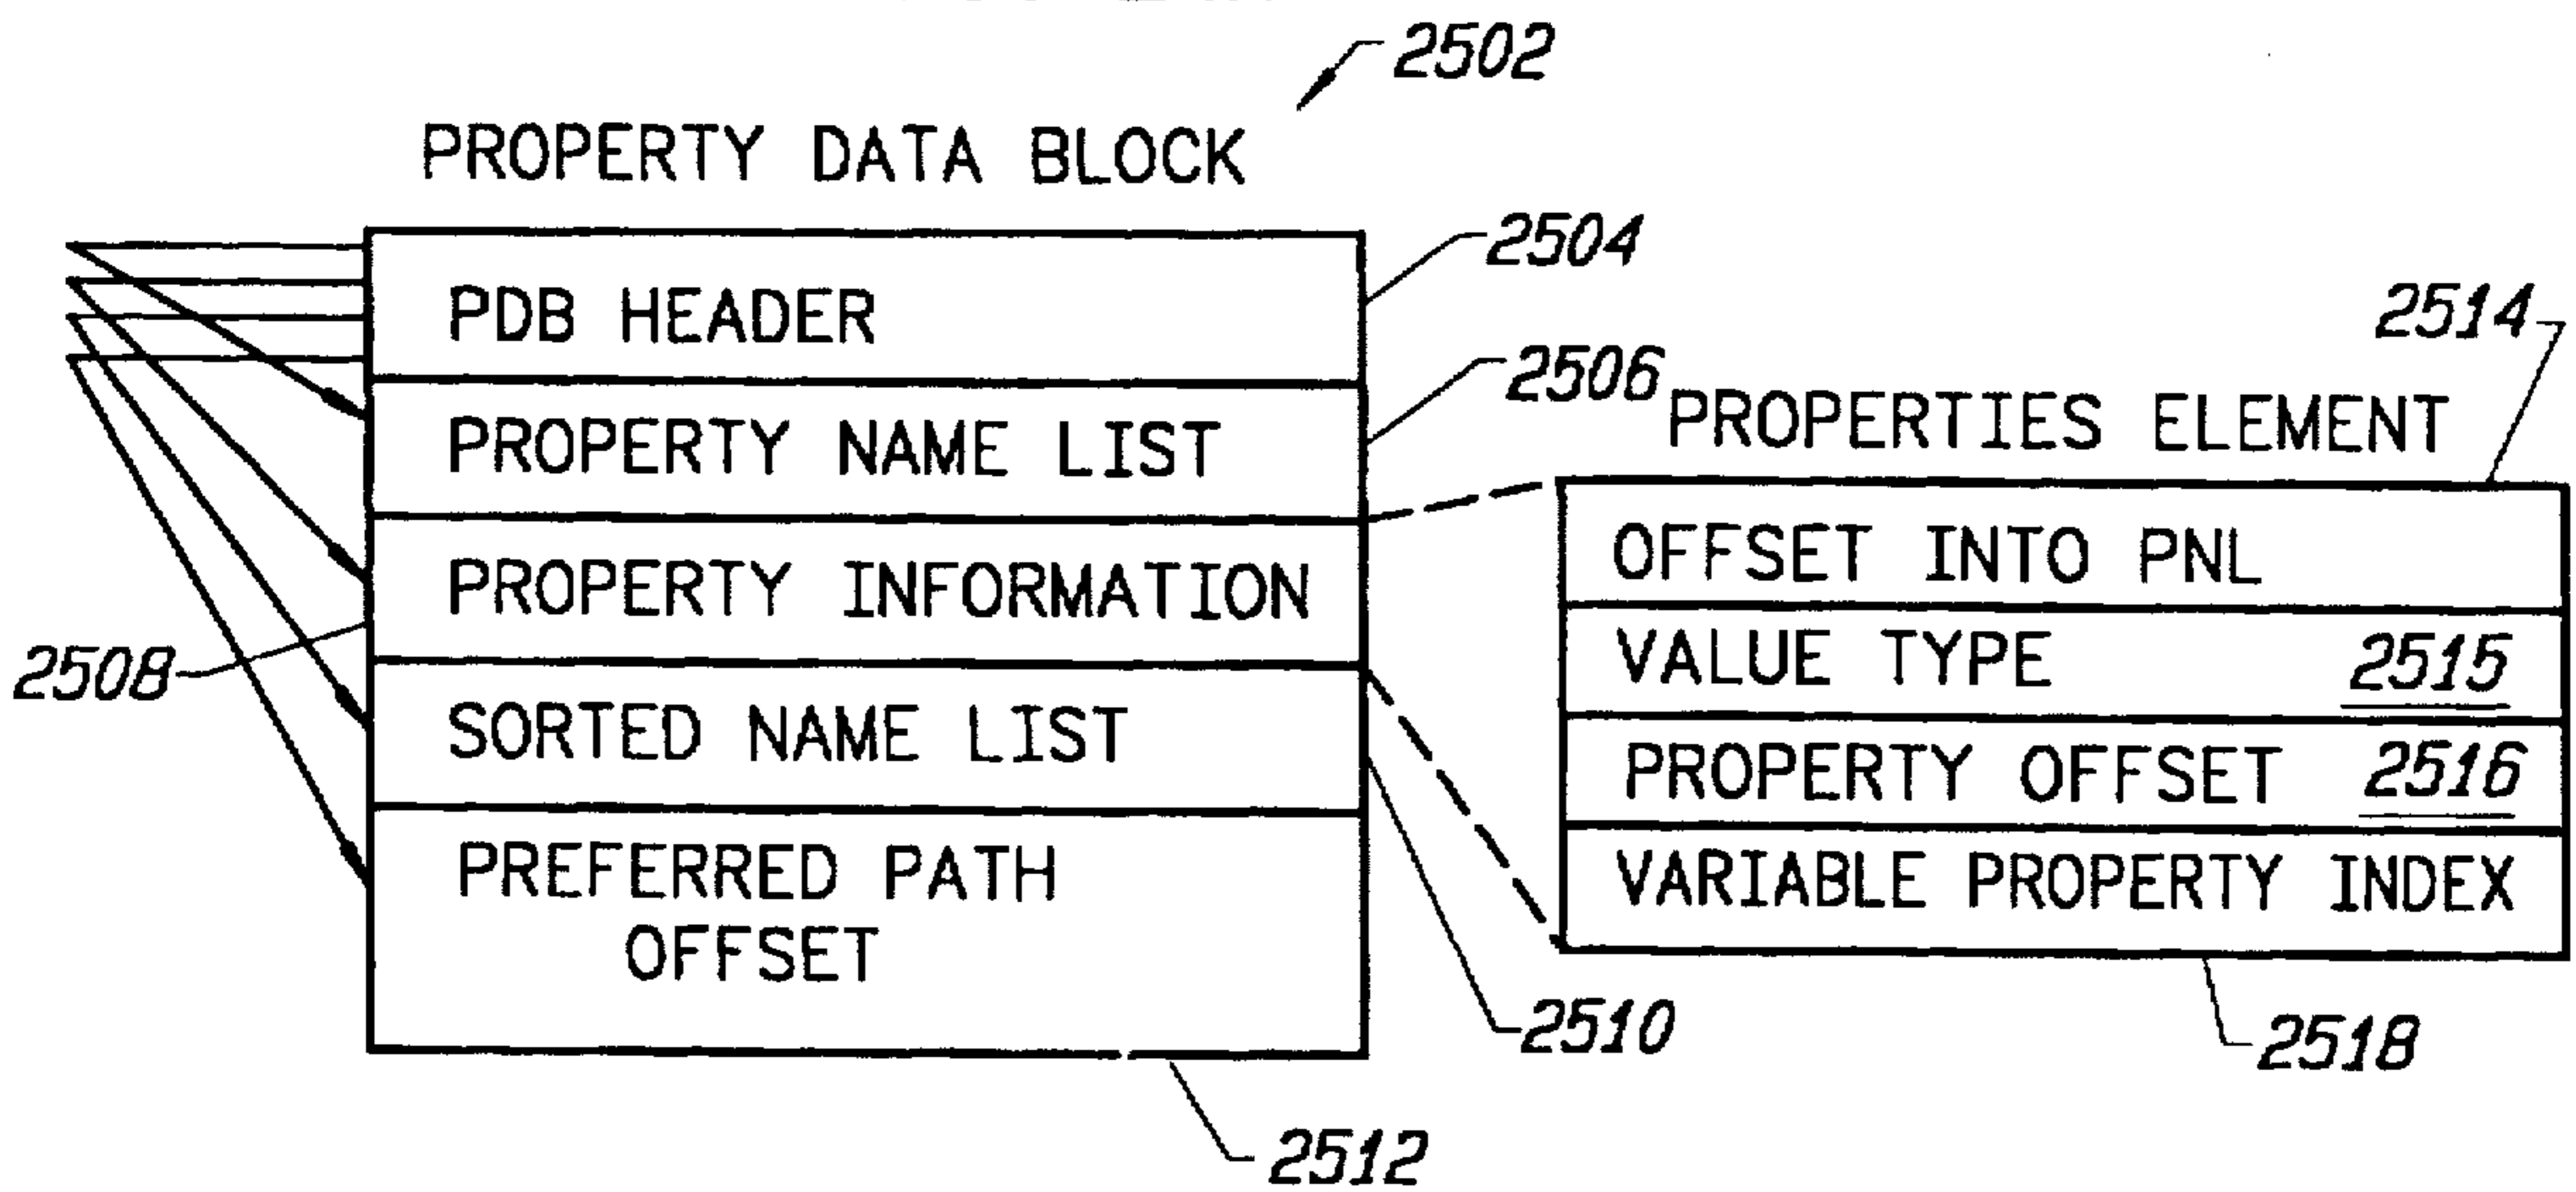 2502
PROPERTY DATA BLOCK
2504
PDB HEADER
2514
2506
PROPERTIES ELEMENT
PROPERTY NAME LIST
OFFSET INTO PNL
PROPERTY INFORMATION
VALUE TYPE 2515
2508
SORTED NAME LIST
PROPERTY OFFSET 2516
PREFERRED PATH
OFFSET
VARIABLE PROPERTY INDEX
2510
2518
2512